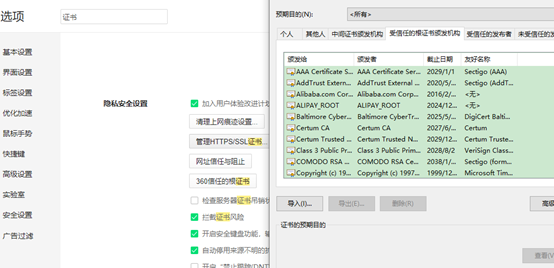 选项
证书
基本设置
界面设置
标签设置
优化加速
鼠标手势
快捷键
高级设置
实验室
安全设置
广告过滤
隐私安全设置
加入用户体验改进计划
清理上网痕迹设置...
管理HTTPS/SSL证书...
网址信任与阻止
360信任的根证书
检查服务器证书吊销状
拦截证书风险
开启安全键盘功能,
自动停用来源不明的
开启 "禁止跟踪(DNT
预期目的(N):
<所有>
个人
其他人
中间证书颁发机构
受信任的根证书颁发机构
受信任的发布者
未受信任的发
颁发给
颁发者
截止日期
友好名称
AAA Certificate S... AAA Certificate Ser... 2029/1/1 Sectigo (AAA)
AddTrust Extern... AddTrust External ... 2020/5/... Sectigo (AddTr...
Alibaba.com Cor... Alibaba.com Corp... 2016/2/... <无>
ALIPAY_ROOT ALIPAY_ROOT 2024/12... <无>
Baltimore Cyber... Baltimore CyberTr... 2025/5/... DigiCert Balti...
Certum CA Certum CA 2027/6/... Certum
Certum Trusted ... Certum Trusted N... 2029/12... Certum Truste...
Class 3 Public Prim... Class 3 Public Prim... 2028/8/2 VeriSign Class...
COMODO RSA ... COMODO RSA Cert... 2038/1/... Sectigo (form...
Copyright (c) 19... Copyright (c) 1997... 1999/12... Microsoft Tim...
导入(I)...
导出(E)...
删除(R)
高级
证书的预期目的
查看(V